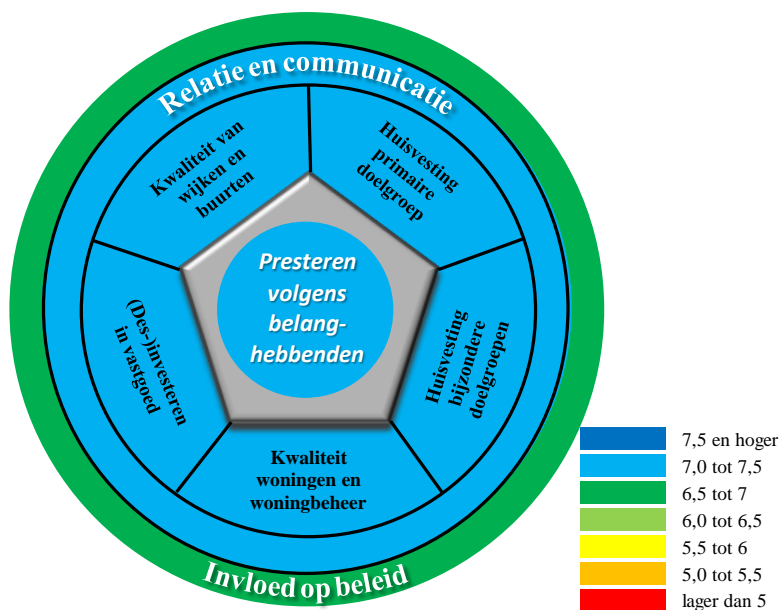 Relatie en communicatie
Kwaliteit van
wijken en
buurten
Huisvesting
primaire
doelgroep
Presteren
volgens
belang-
hebbenden
(Des-)investeren
in vastgoed
Huisvesting
bijzondere
doelgroepen
Kwaliteit
woningen en
woningbeheer
Invloed op beleid
7,5 en hoger
7,0 tot 7,5
6,5 tot 7
6,0 tot 6,5
5,5 tot 6
5,0 tot 5,5
lager dan 5